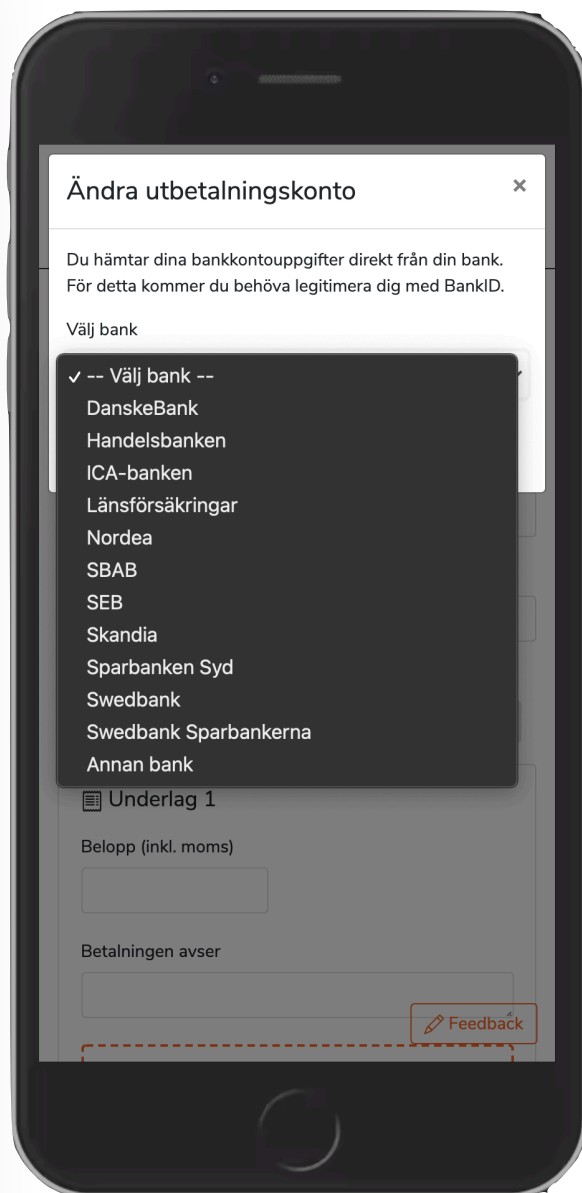 Ändra utbetalningskonto ×
Du hämtar dina bankkontouppgifter direkt från din bank.
För detta kommer du behöva legitimera dig med BankID.
Välj bank
✓ -- Välj bank --
DanskeBank
Handelsbanken
ICA-banken
Länsförsäkringar
Nordea
SBAB
SEB
Skandia
Sparbanken Syd
Swedbank
Swedbank Sparbankerna
Annan bank
Underlag 1
Belopp (inkl. moms)
Betalningen avser
Feedback